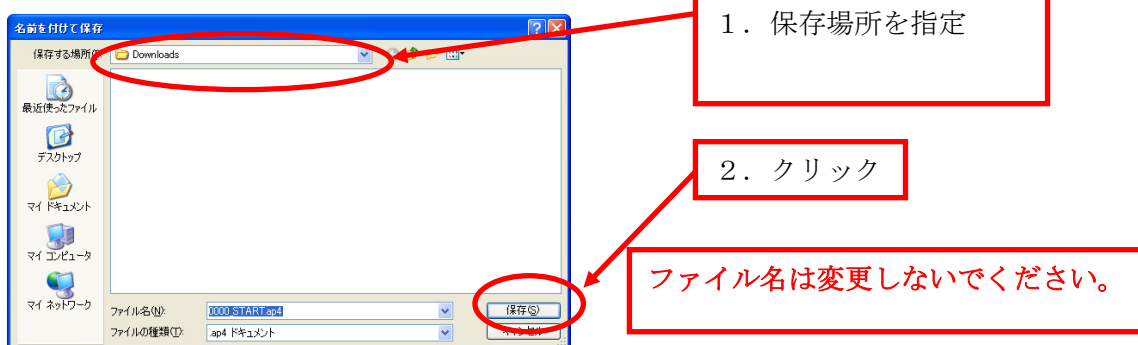 名前を付けて保存
保存する場所(I):
Downloads
最近使ったファイル
デスクトップ
マイ ドキュメント
マイ コンピュータ
マイ ネットワーク
ファイル名(N):
0000 START.ap4
保存(S)
ファイルの種類(T):
.ap4 ドキュメント
1. 保存場所を指定
2. クリック
ファイル名は変更しないでください。